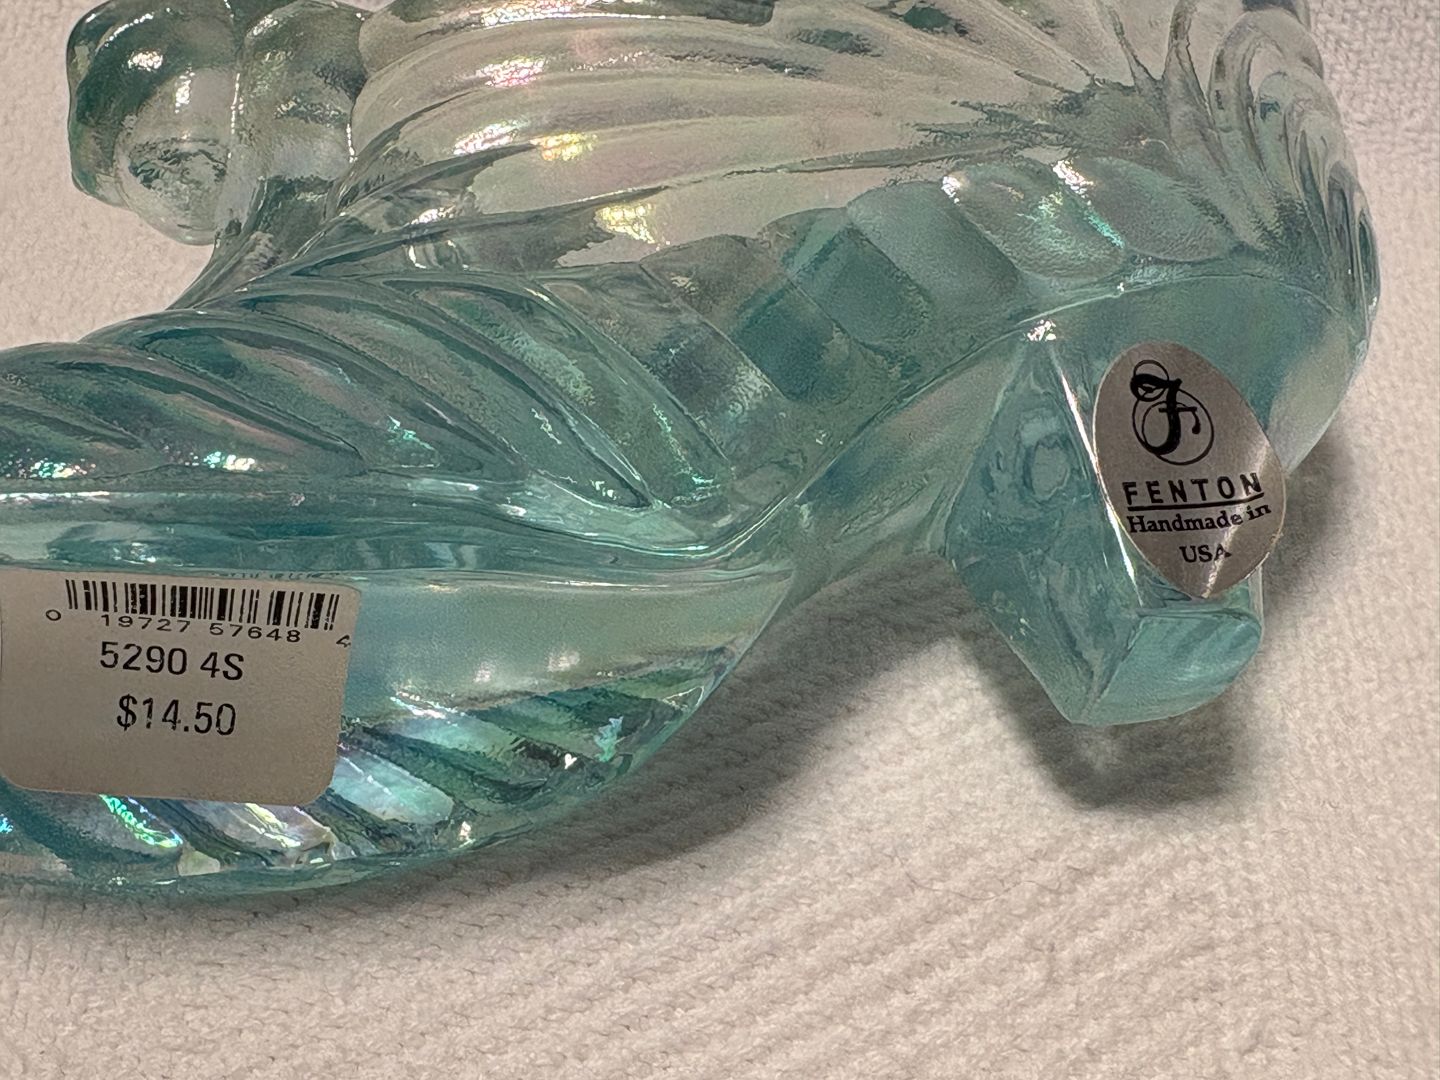 F
FENTON
Handmade in
USA
0 19727 57648 4
5290 4S
$14.50